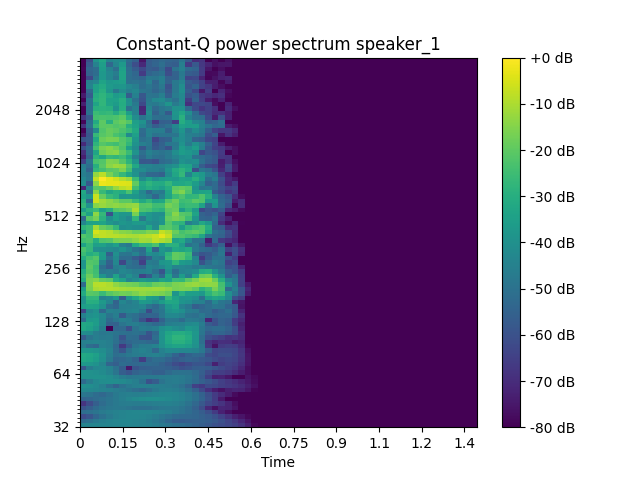 Constant-Q power spectrum speaker_1
+0 dB
2048
-10 dB
1024
-20 dB
512
-30 dB
Hz
-40 dB
256
-50 dB
128
-60 dB
64
-70 dB
32
-80 dB
0 0.15 0.3 0.45 0.6 0.75 0.9 1.1 1.2 1.4
Time